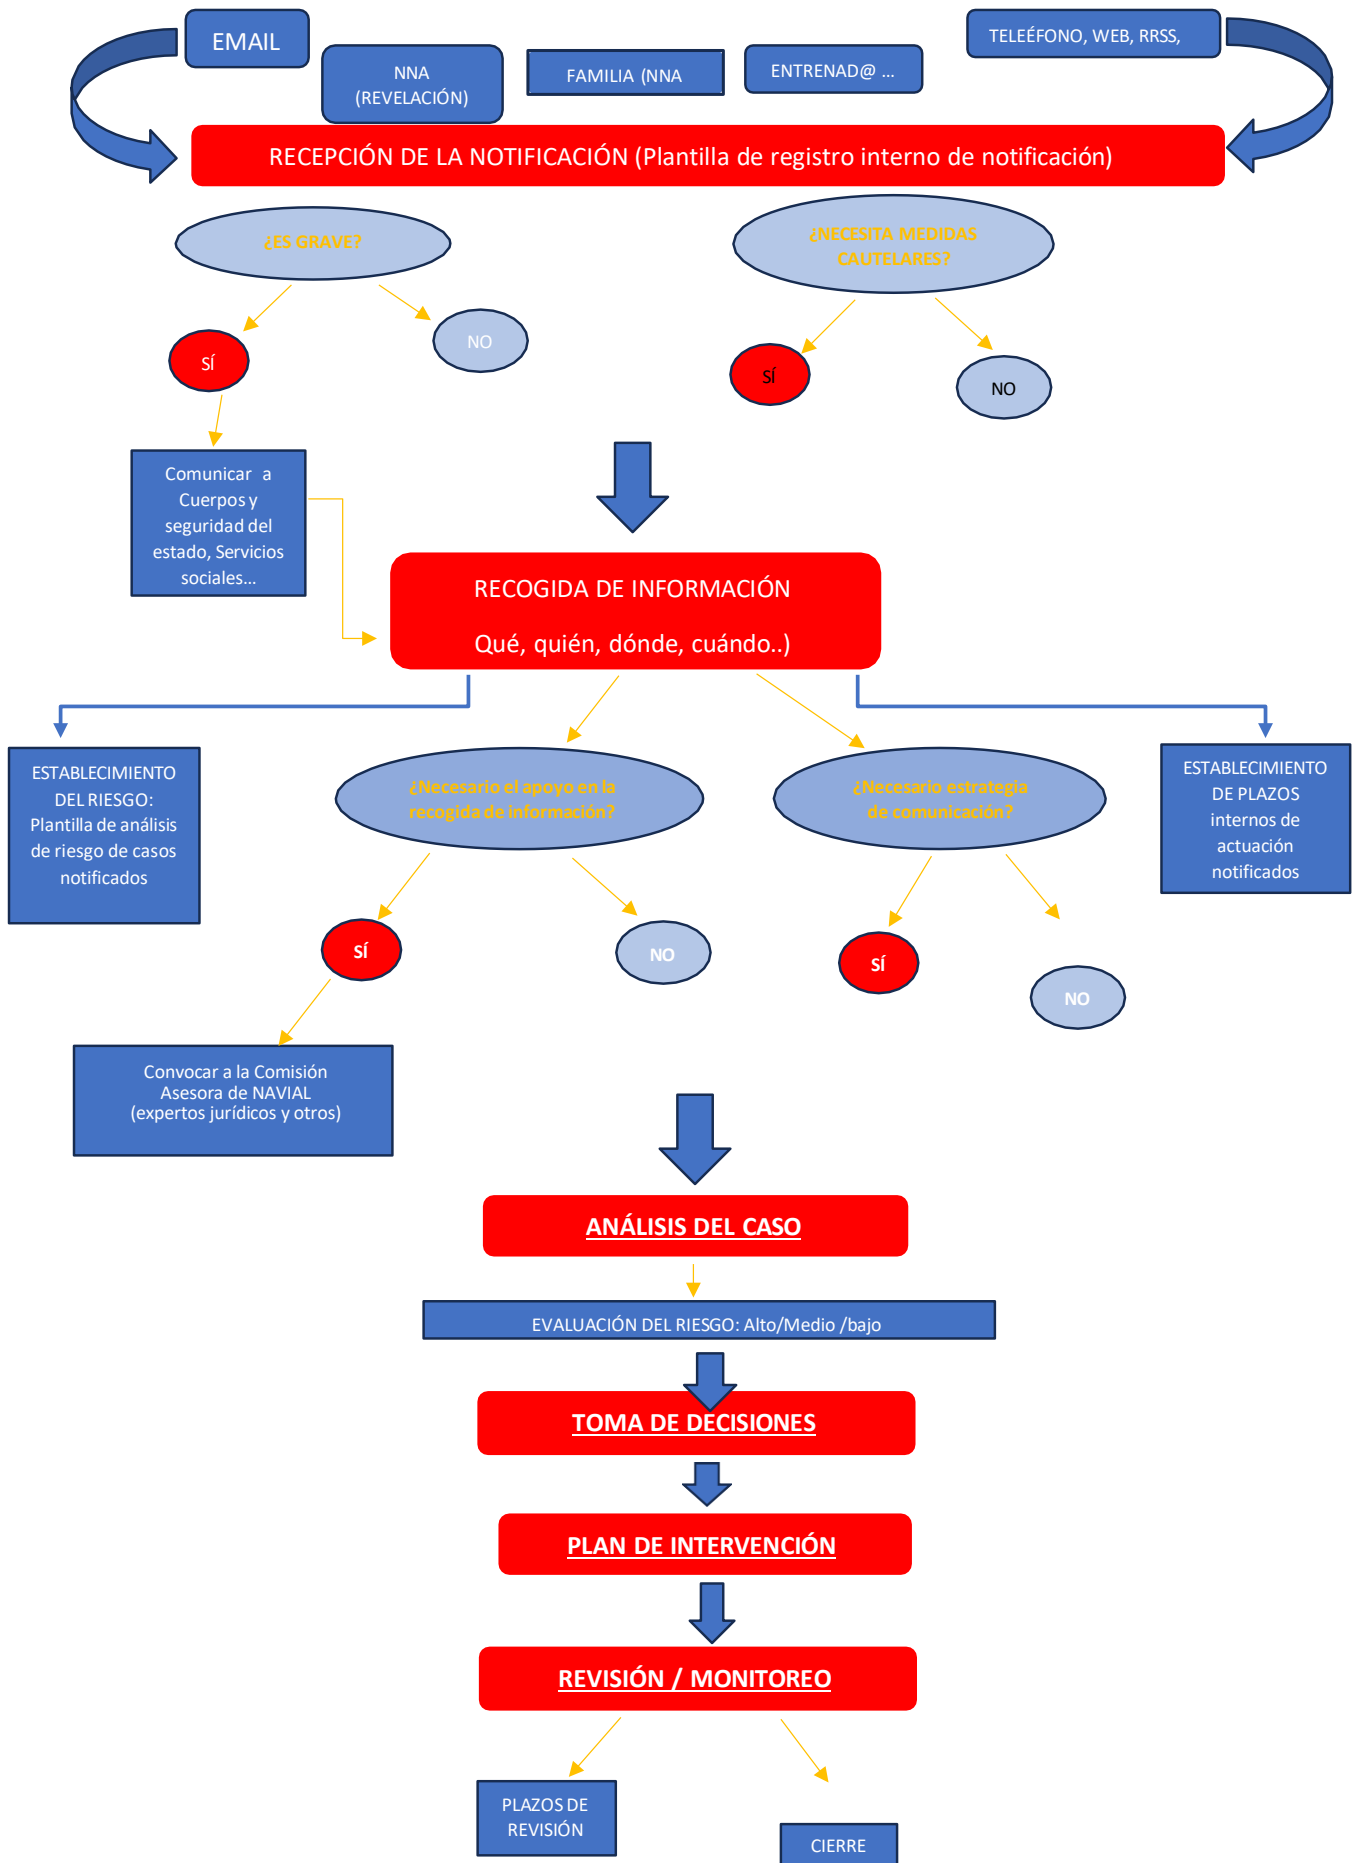 EMAIL
TELEÉFONO, WEB, RRSS,
NNA
(REVELACIÓN)
FAMILIA (NNA
ENTRENAD@ ...
RECEPCIÓN DE LA NOTIFICACIÓN (Plantilla de registro interno de notificación)
¿ES GRAVE?
¿NECESITA MEDIDAS
CAUTELARES?
SÍ
NO
SÍ
NO
Comunicar a
Cuerpos y
seguridad del
estado, Servicios
sociales...
RECOGIDA DE INFORMACIÓN
Qué, quién, dónde, cuándo..)
ESTABLECIMIENTO
DEL RIESGO:
Plantilla de análisis
de riesgo de casos
notificados
¿Necesario el apoyo en la
recogida de información?
¿Necesario estrategia
de comunicación?
ESTABLECIMIENTO
DE PLAZOS
internos de
actuación
notificados
SÍ
NO
SÍ
NO
Convocar a la Comisión
Asesora de NAVIAL
(expertos jurídicos y otros)
ANÁLISIS DEL CASO
EVALUACIÓN DEL RIESGO: Alto/Medio /bajo
TOMA DE DECISIONES
PLAN DE INTERVENCIÓN
REVISIÓN / MONITOREO
PLAZOS DE
REVISIÓN
CIERRE